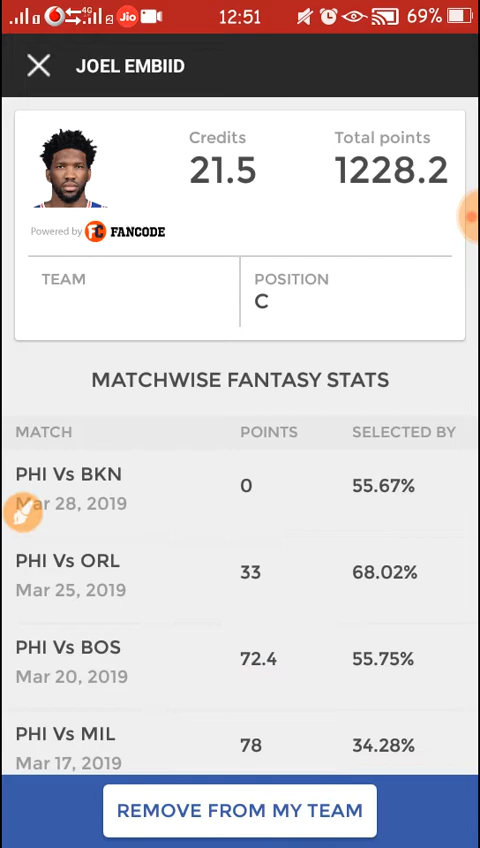 4G Jio 12:51 69%
JOEL EMBIID
Credits Total points
21.5 1228.2
Powered by FC FANCODE
TEAM POSITION
C
MATCHWISE FANTASY STATS
MATCH POINTS SELECTED BY
PHI Vs BKN 0 55.67%
Mar 28, 2019
PHI Vs ORL 33 68.02%
Mar 25, 2019
PHI Vs BOS 72.4 55.75%
Mar 20, 2019
PHI Vs MIL 78 34.28%
Mar 17, 2019
REMOVE FROM MY TEAM